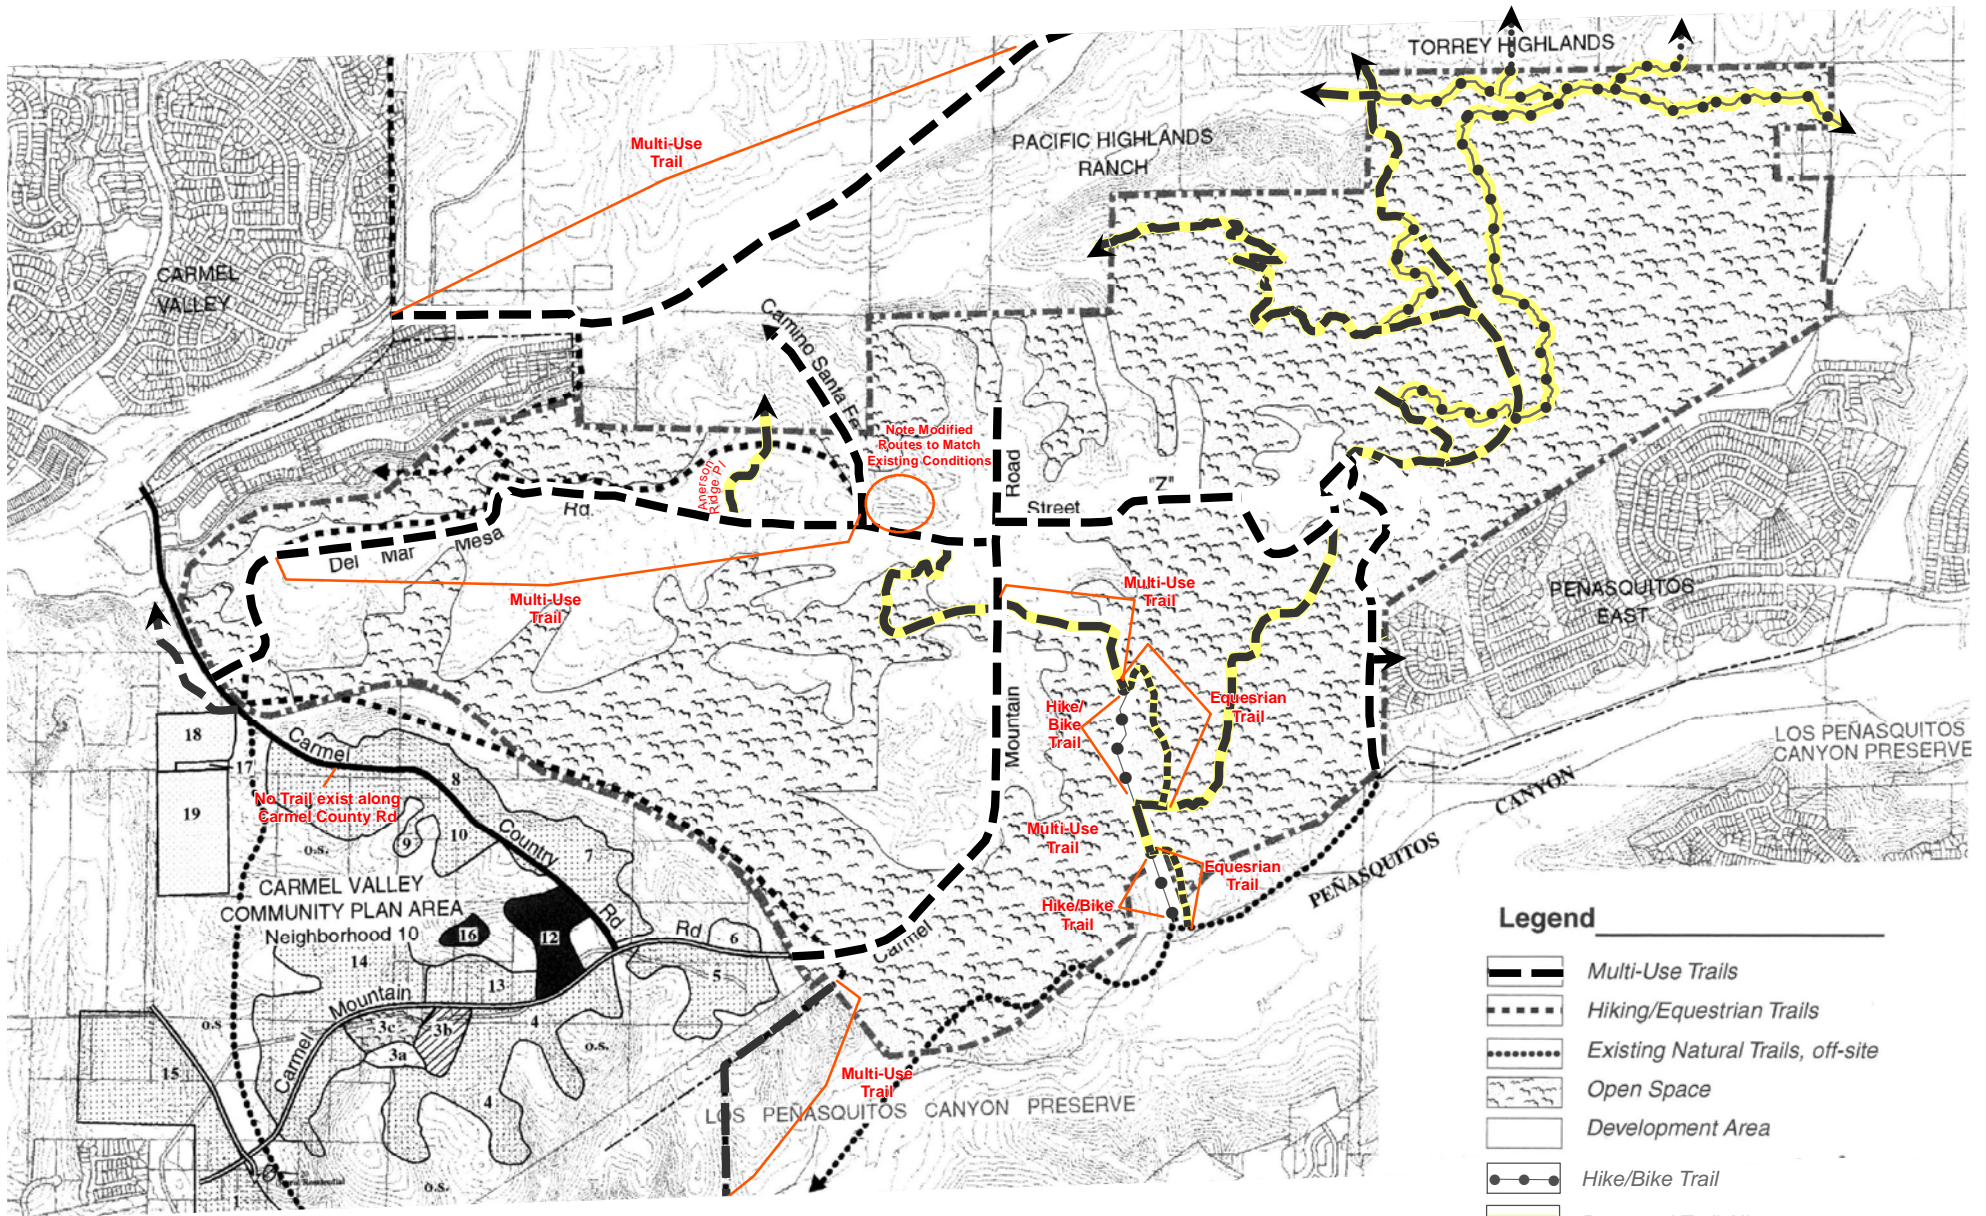 TORREY HIGHLANDS
Multi-Use
Trail
PACIFIC HIGHLANDS
RANCH
CARMEL
VALLEY
Camino Santa Fe
Note Modified
Routes to Match
Existing Conditions
Anerson
Ridge Pl
Road
"Z"
Street
Rd.
Del Mar Mesa
Multi-Use
Trail
Multi-Use
Trail
PEÑASQUITOS
EAST
Equesrian
Trail
Hike/
Bike
Trail
Mountain
LOS PEÑASQUITOS
CANYON PRESERVE
18
17
19
Carmel
8
No Trail exist along
Carmel County Rd
10
9
o.s.
Country
7
Multi-Use
Trail
CANYON
PEÑASQUITOS
Equesrian
Trail
CARMEL VALLEY
COMMUNITY PLAN AREA
Neighborhood 10
16
12
Rd
Rd
6
5
Carmel
Hike/Bike
Trail
14
13
Mountain
Carmel
3c
3b
3a
4
o.s
o.s.
15
4
Multi-Use
Trail
LOS PEÑASQUITOS CANYON PRESERVE
o.s.
1
Legend
Multi-Use Trails
Hiking/Equestrian Trails
Existing Natural Trails, off-site
Open Space
Development Area
Hike/Bike Trail